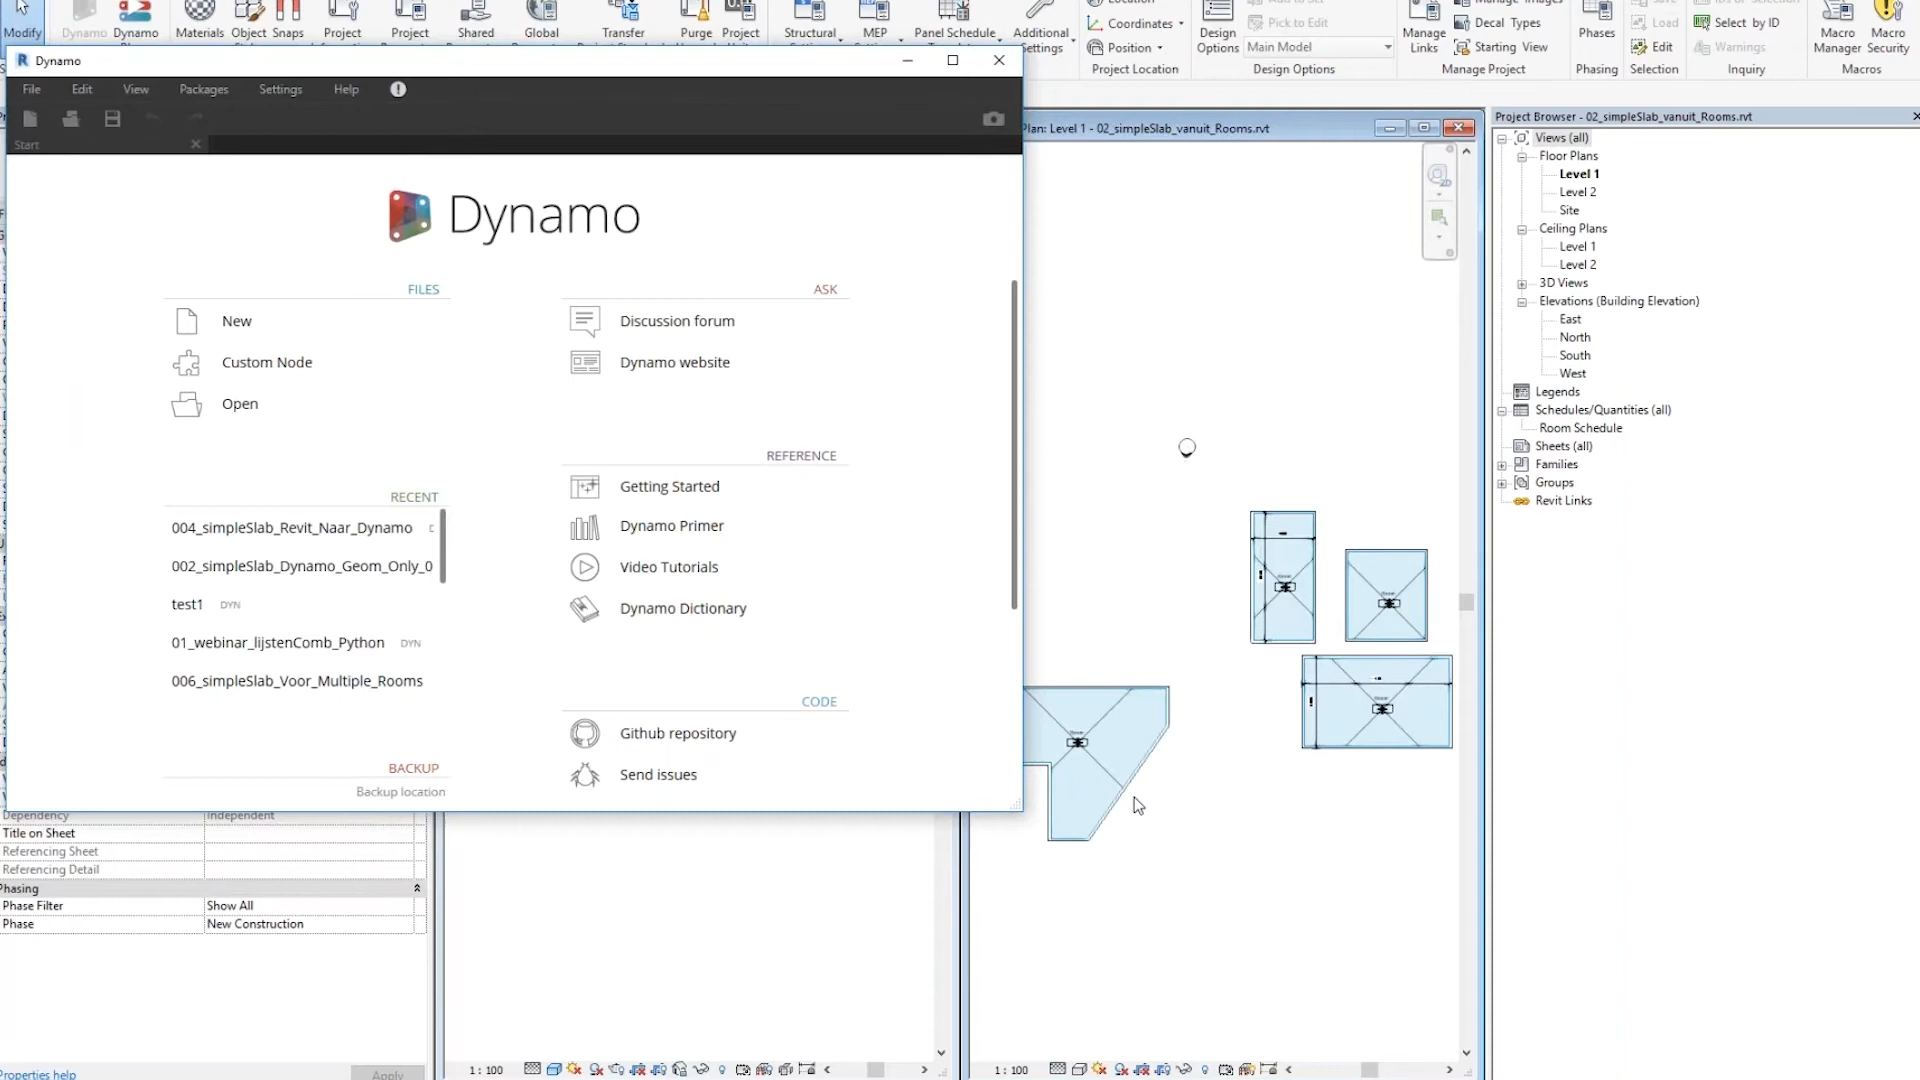 Modify
Dynamo
Dynamo
Materials
Object
Snaps
Project
Project
Shared
Global
Transfer
Purge
Project
Structural
MEP
Panel Schedule
Additional
Settings
Coordinates
Position
Project Location
Design
Options
Pick to Edit
Main Model
Design Options
Manage
Links
Manage Images
Decal Types
Starting View
Manage Project
Phases
Phasing
Load
Edit
Selection
Select by ID
Warnings
Inquiry
Macro
Manager
Macro
Security
Macros
Dynamo
File
Edit
View
Packages
Settings
Help
Start
Dynamo
FILES
New
Custom Node
Open
RECENT
004_simpleSlab_Revit_Naar_Dynamo
002_simpleSlab_Dynamo_Geom_Only_0
test1 DYN
01_webinar_lijstenComb_Python DYN
006_simpleSlab_Voor_Multiple_Rooms
BACKUP
Backup location
ASK
Discussion forum
Dynamo website
REFERENCE
Getting Started
Dynamo Primer
Video Tutorials
Dynamo Dictionary
CODE
Github repository
Send issues
Plan: Level 1 - 02_simpleSlab_vanuit_Rooms.rvt
2D
Project Browser - 02_simpleSlab_vanuit_Rooms.rvt
Views (all)
Floor Plans
Level 1
Level 2
Site
Ceiling Plans
Level 1
Level 2
3D Views
Elevations (Building Elevation)
East
North
South
West
Legends
Schedules/Quantities (all)
Room Schedule
Sheets (all)
Families
Groups
Revit Links
Dependency Independent
Title on Sheet
Referencing Sheet
Referencing Detail
Phasing
Phase Filter Show All
Phase New Construction
Properties help
Apply
1 : 100
1 : 100